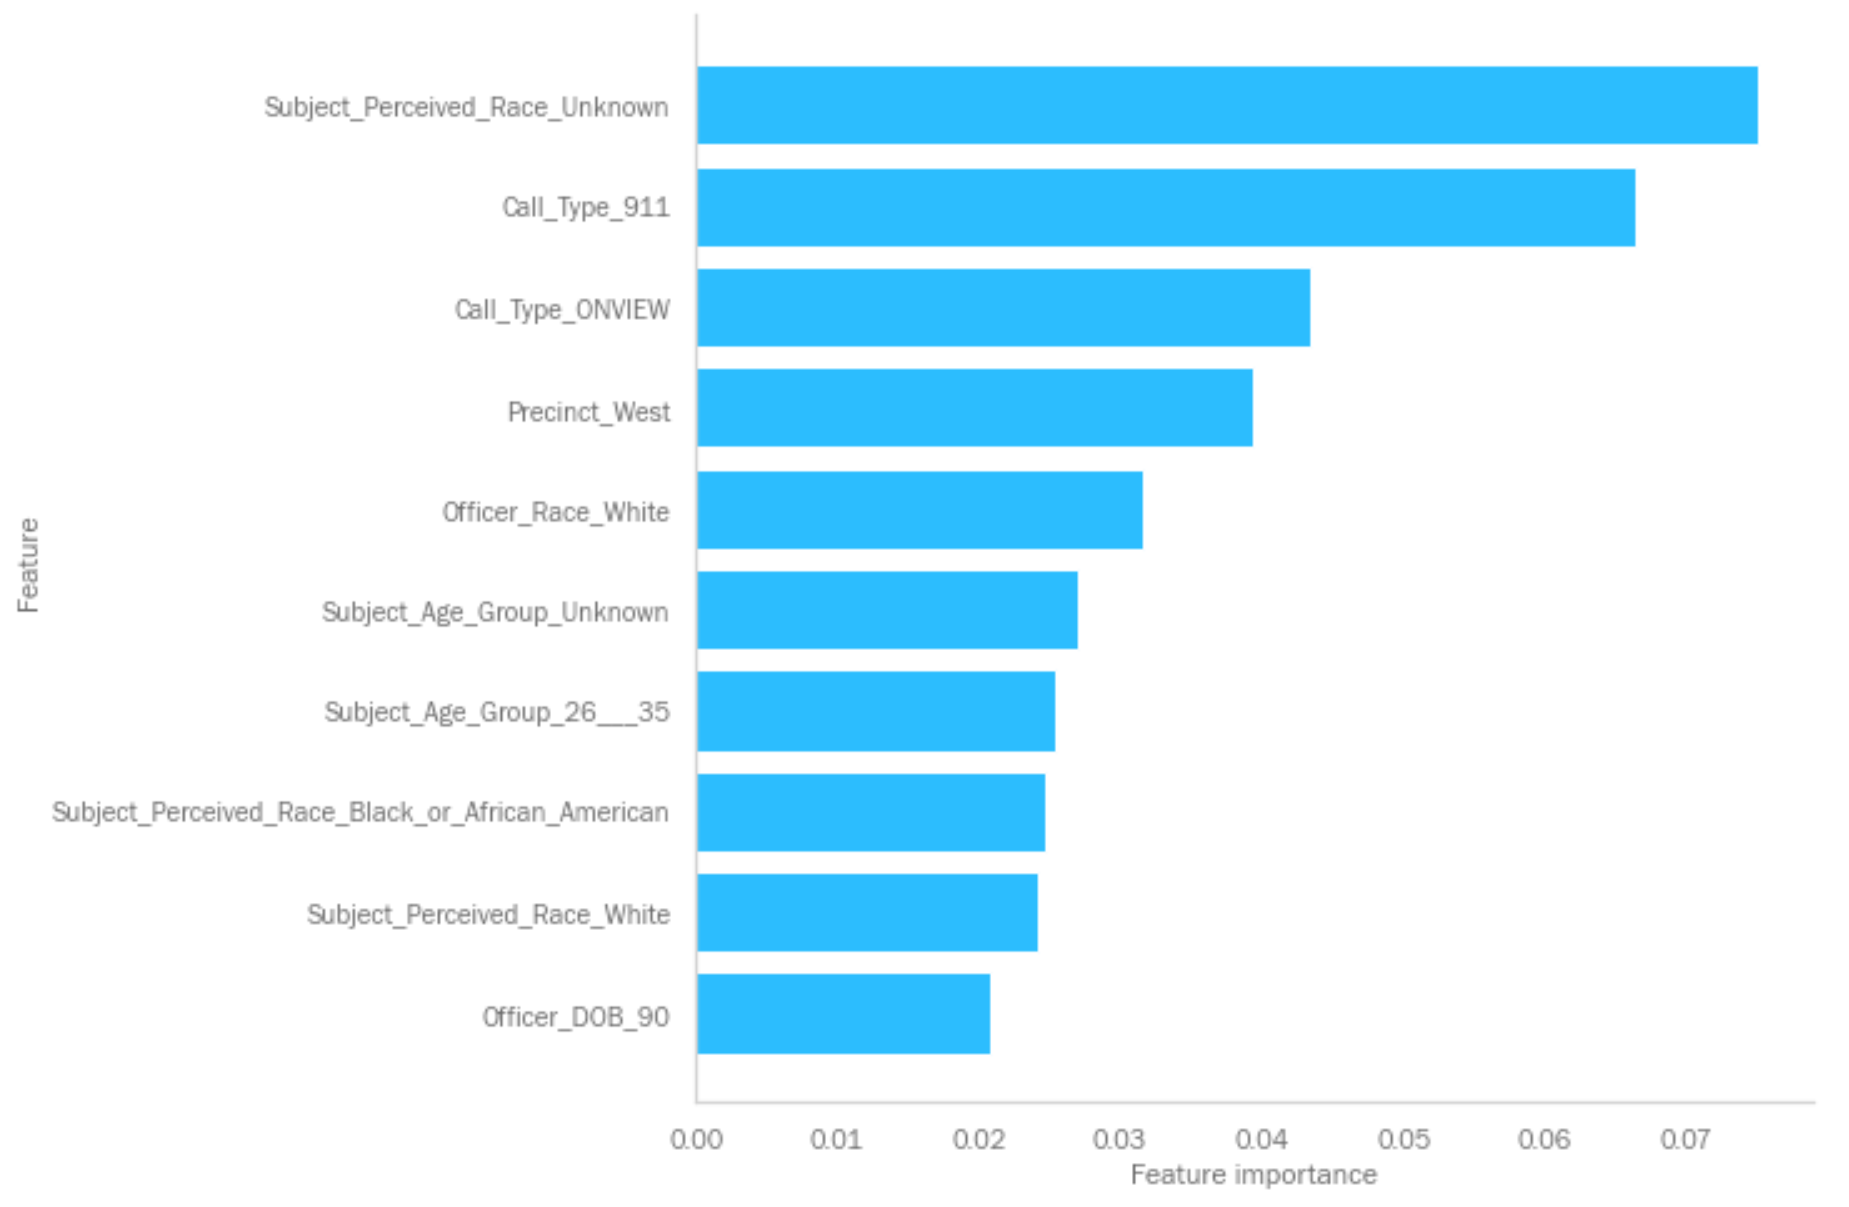 Subject_Perceived_Race_Unknown
Call_Type_911
Call_Type_ONVIEW
Precinct_West
Officer_Race_White
Feature
Subject_Age_Group_Unknown
Subject_Age_Group_26___35
Subject_Perceived_Race_Black_or_African_American
Subject_Perceived_Race_White
Officer_DOB_90
0.00 0.01 0.02 0.03 0.04 0.05 0.06 0.07
Feature importance